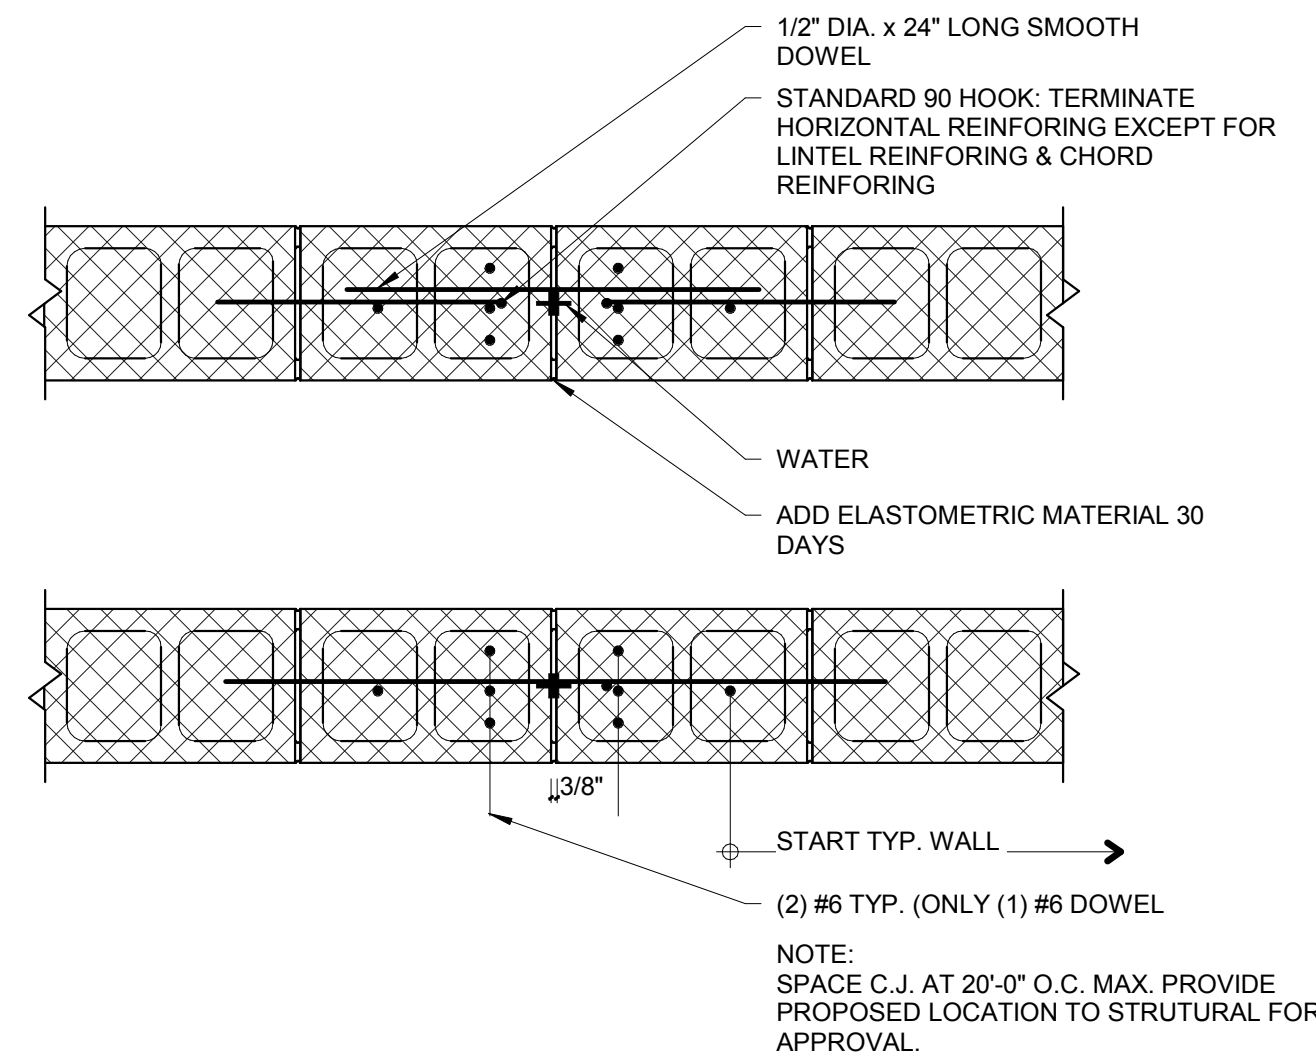 1/2" DIA. x 24" LONG SMOOTH
DOWEL
STANDARD 90 HOOK: TERMINATE
HORIZONTAL REINFORING EXCEPT FOR
LINTEL REINFORING & CHORD
REINFORING
WATER
ADD ELASTOMETRIC MATERIAL 30
DAYS
3/8"
START TYP. WALL
(2) #6 TYP. (ONLY (1) #6 DOWEL
NOTE:
SPACE C.J. AT 20'-0" O.C. MAX. PROVIDE
PROPOSED LOCATION TO STRUTURAL FOR
APPROVAL.